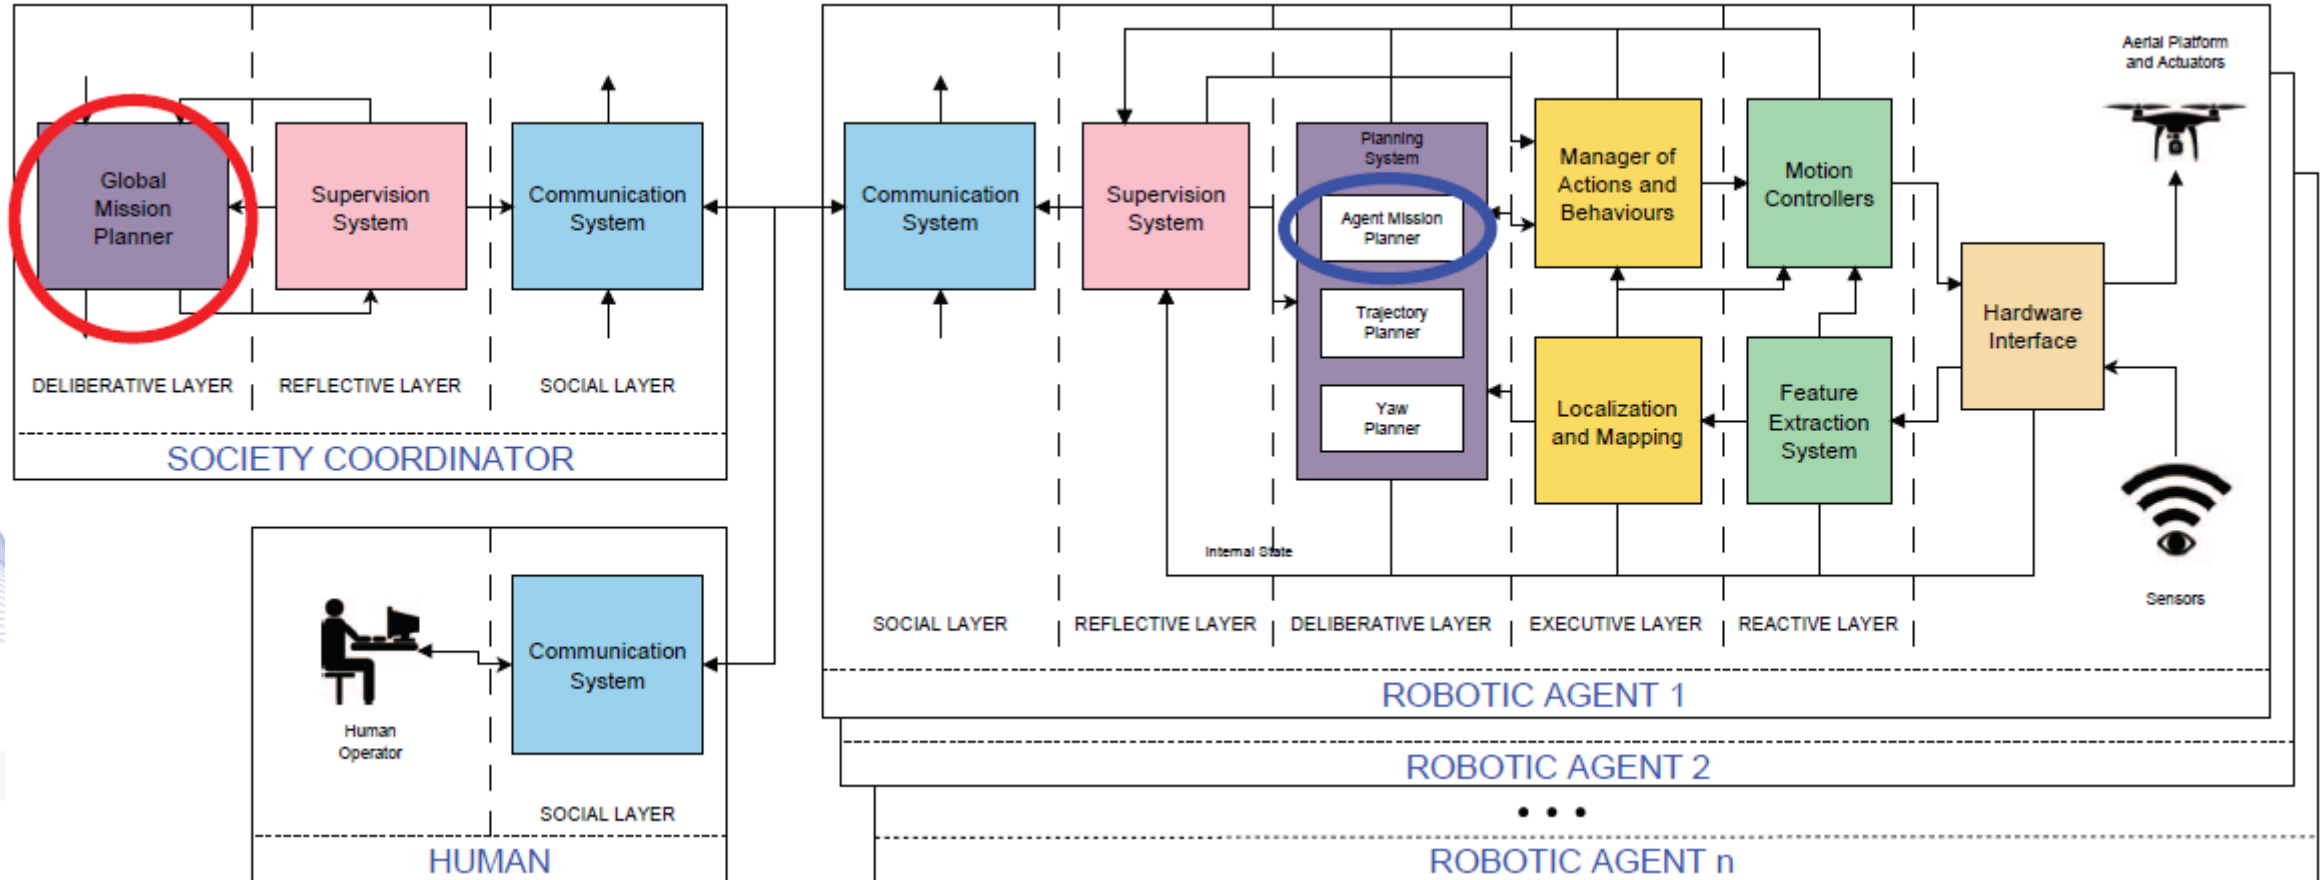 Global
Mission
Planner
Supervision
System
Communication
System
DELIBERATIVE LAYER
REFLECTIVE LAYER
SOCIAL LAYER
SOCIETY COORDINATOR
Human
Operator
Communication
System
SOCIAL LAYER
HUMAN
Communication
System
Supervision
System
Planning
System
Agent Mission
Planner
Trajectory
Planner
Yaw
Planner
Manager of
Actions and
Behaviours
Localization
and Mapping
Motion
Controllers
Feature
Extraction
System
Hardware
Interface
Aerial Platform
and Actuators
Sensors
Internal State
SOCIAL LAYER
REFLECTIVE LAYER
DELIBERATIVE LAYER
EXECUTIVE LAYER
REACTIVE LAYER
ROBOTIC AGENT 1
ROBOTIC AGENT 2
• • •
ROBOTIC AGENT n